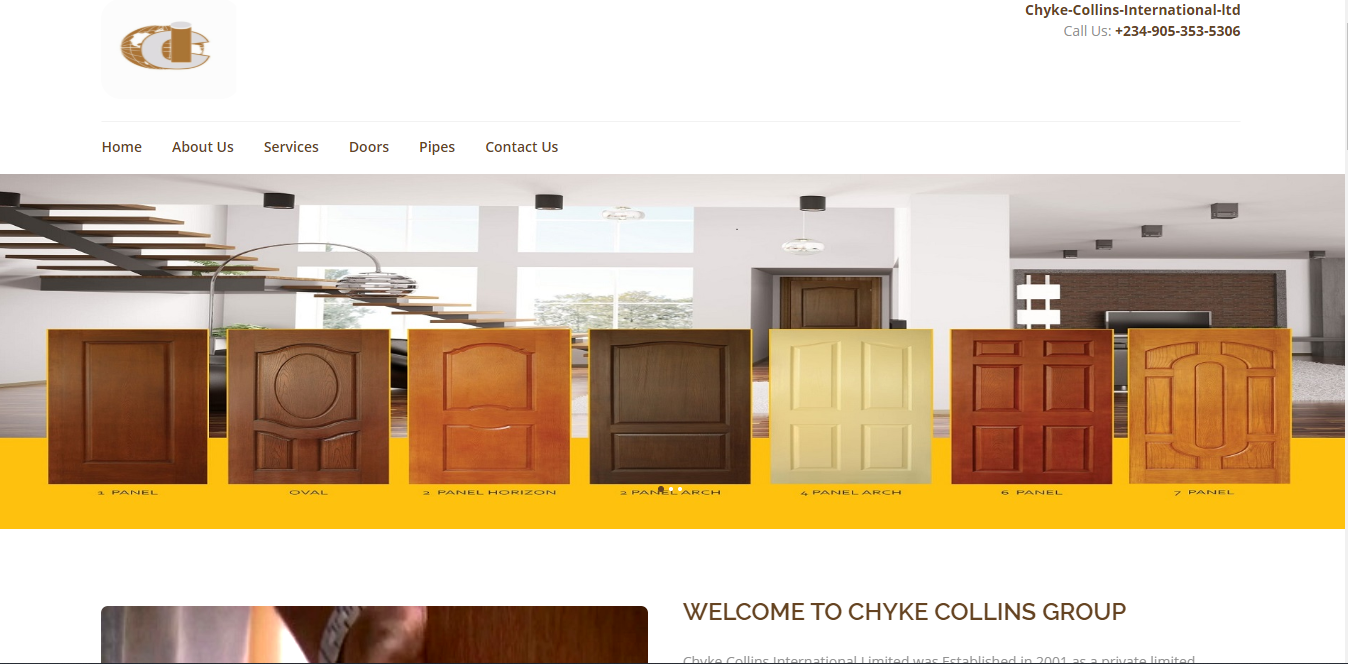 Chyke-Collins-International-ltd
Call Us: +234-905-353-5306
Home About Us Services Doors Pipes Contact Us
1 PANEL OVAL 2 PANEL HORIZON 2 PANEL ARCH 4 PANEL ARCH 6 PANEL 7 PANEL
WELCOME TO CHYKE COLLINS GROUP
Chyke Collins International Limited was Established in 2001 as a private limited